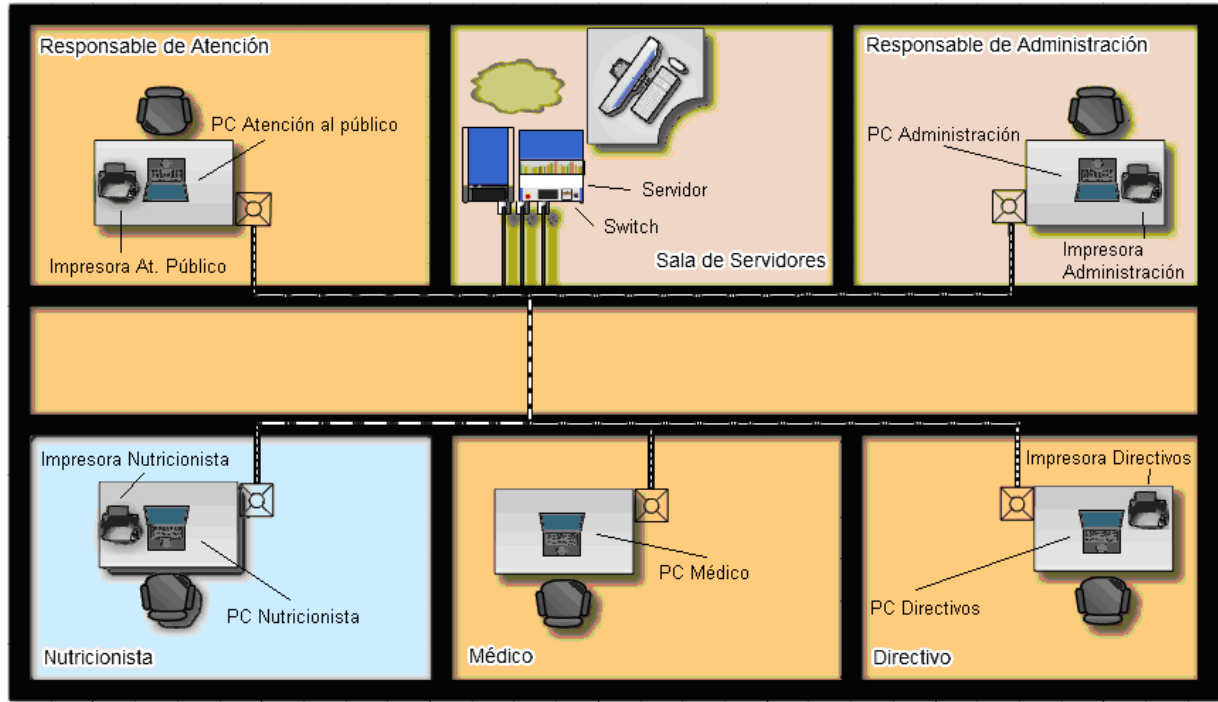 Responsable de Atención
PC Atención al público
Impresora At. Público
Servidor
Switch
Sala de Servidores
Responsable de Administración
PC Administración
Impresora
Administración
Impresora Nutricionista
PC Nutricionista
Nutricionista
PC Médico
Médico
Impresora Directivos
PC Directivos
Directivo